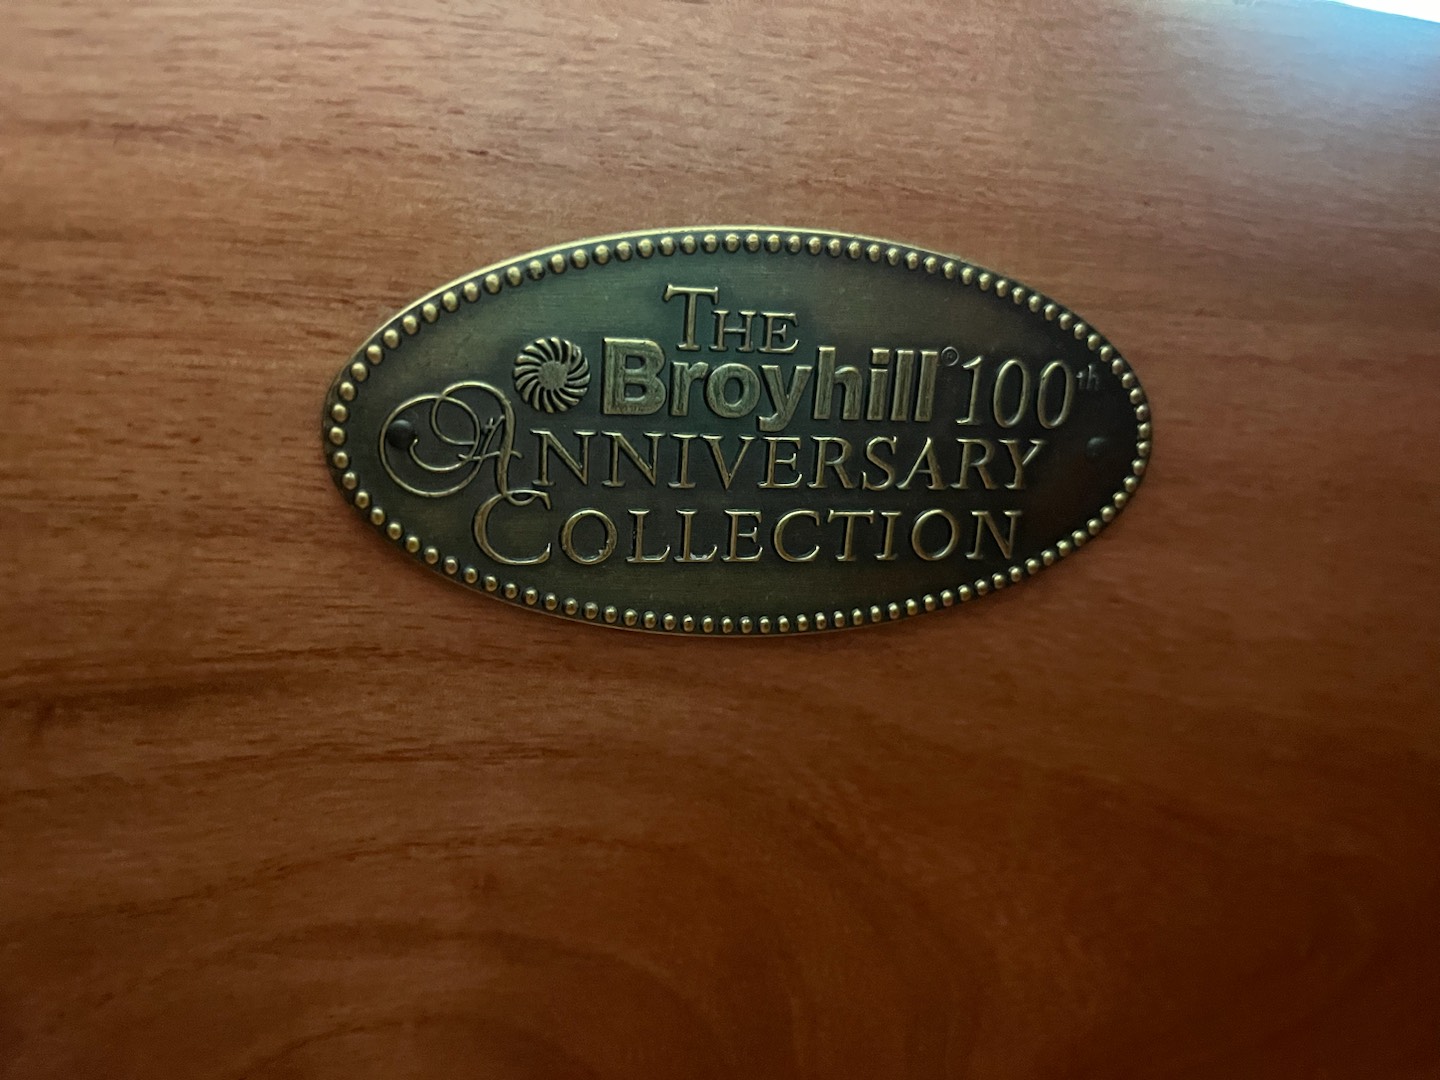 THE
Broyhill® 100th
ANNIVERSARY
COLLECTION